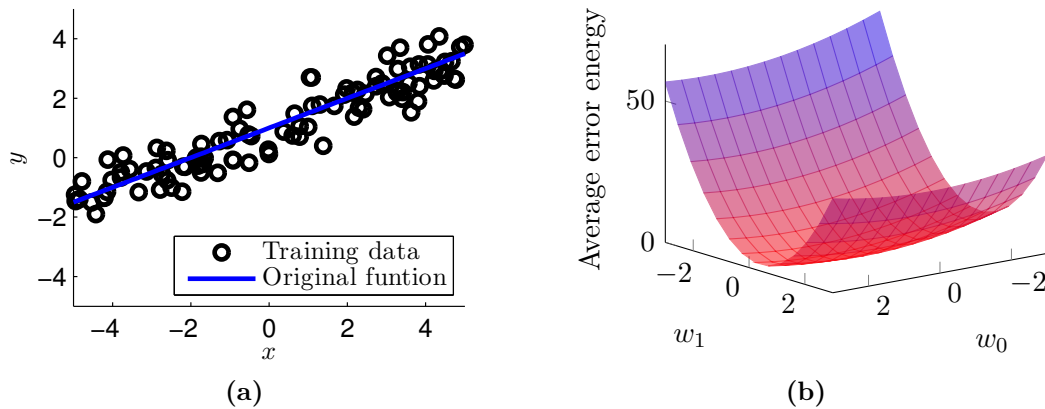 4
2
0
−2
−4
y
−4
−2
0
2
4
x
Training data
Original funtion
(a)
Average error energy
50
0
−2
0
2
w1
2
0
−2
w0
(b)